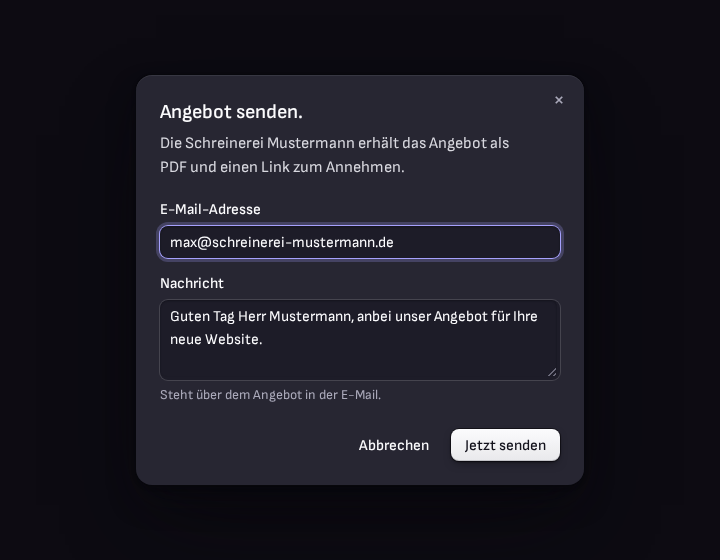 Angebot senden.
Die Schreinerei Mustermann erhält das Angebot als
PDF und einen Link zum Annehmen.
E-Mail-Adresse
max@schreinerei-mustermann.de
Nachricht
Guten Tag Herr Mustermann, anbei unser Angebot für Ihre
neue Website.
Steht über dem Angebot in der E-Mail.
Abbrechen
Jetzt senden